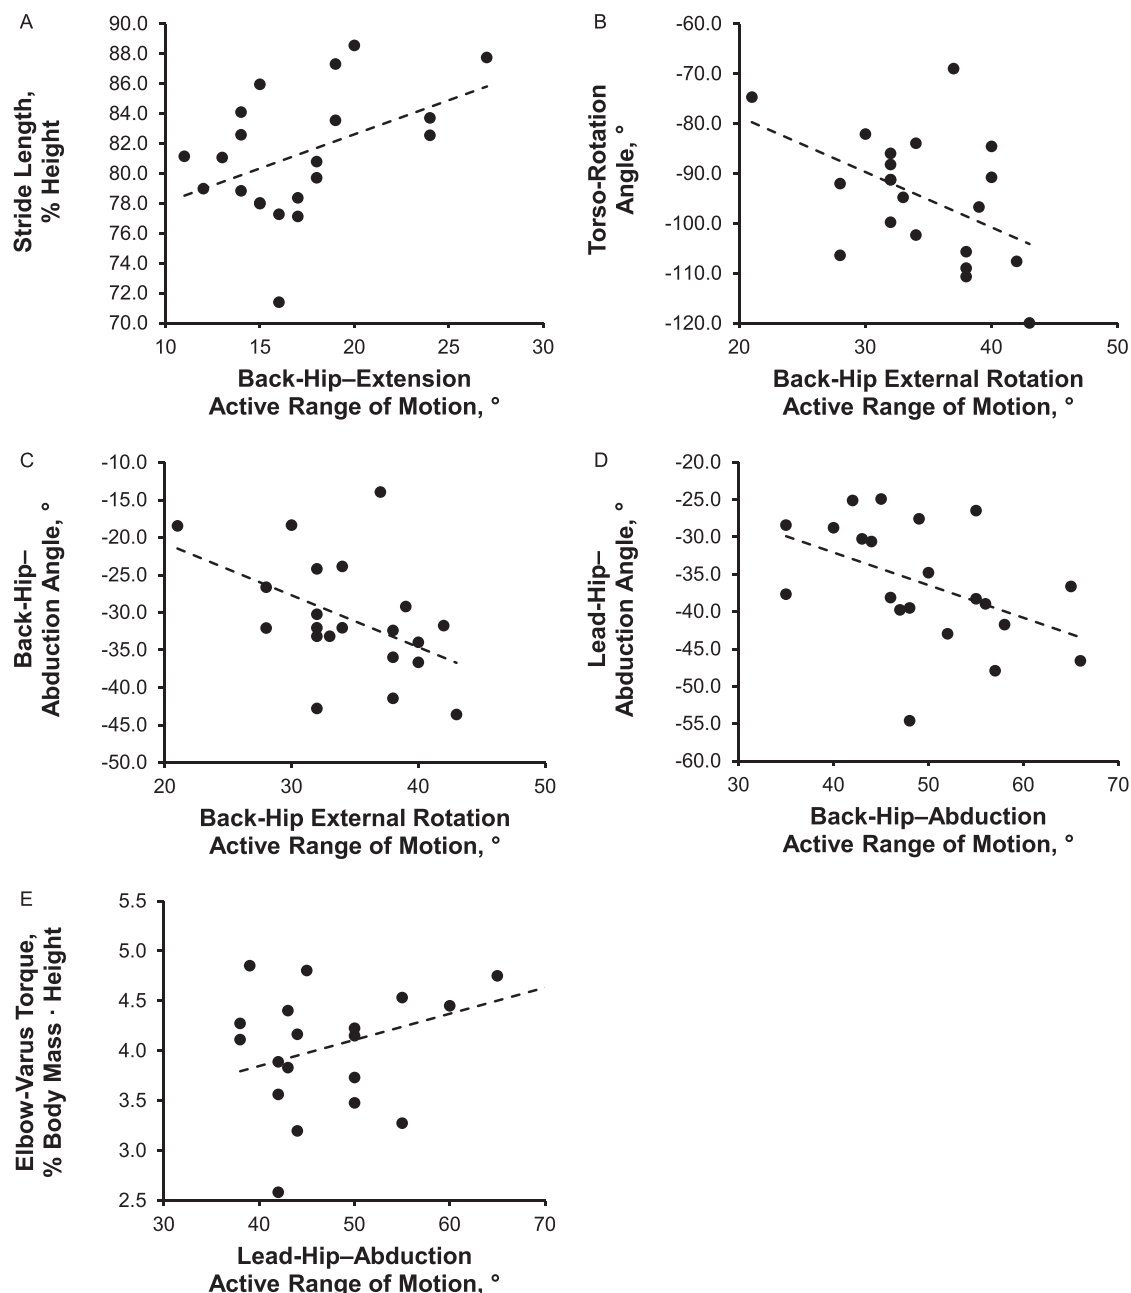 A
Stride Length,
% Height
90.0
88.0
86.0
84.0
82.0
80.0
78.0
76.0
74.0
72.0
70.0
10 15 20 25 30
Back-Hip–Extension
Active Range of Motion, °
B
Torso-Rotation
Angle,°
-60.0
-70.0
-80.0
-90.0
-100.0
-110.0
-120.0
20 30 40 50
Back-Hip External Rotation
Active Range of Motion, °
C
Back-Hip–
Abduction Angle, °
-10.0
-15.0
-20.0
-25.0
-30.0
-35.0
-40.0
-45.0
-50.0
20 30 40 50
Back-Hip External Rotation
Active Range of Motion, °
D
Lead-Hip–
Abduction Angle, °
-20.0
-25.0
-30.0
-35.0
-40.0
-45.0
-50.0
-55.0
-60.0
30 40 50 60 70
Back-Hip–Abduction
Active Range of Motion, °
E
Elbow-Varus Torque,
% Body Mass · Height
5.5
5.0
4.5
4.0
3.5
3.0
2.5
30 40 50 60 70
Lead-Hip–Abduction
Active Range of Motion, °